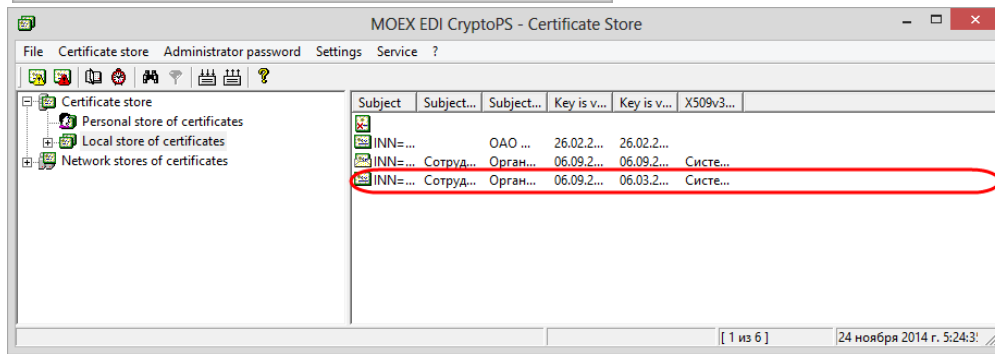 MOEX EDI CryptoPS - Certificate Store
File Certificate store Administrator password Settings Service ?
Certificate store
Personal store of certificates
Local store of certificates
Network stores of certificates
Subject Subject... Subject... Key is v... Key is v... X509v3...
INN=... ОАО ... 26.02.2... 26.02.2...
INN=... Сотруд... Орган... 06.09.2... 06.09.2... Систе...
INN=... Сотруд... Орган... 06.09.2... 06.03.2... Систе...
[ 1 из 6 ] 24 ноября 2014 г. 5:24:3